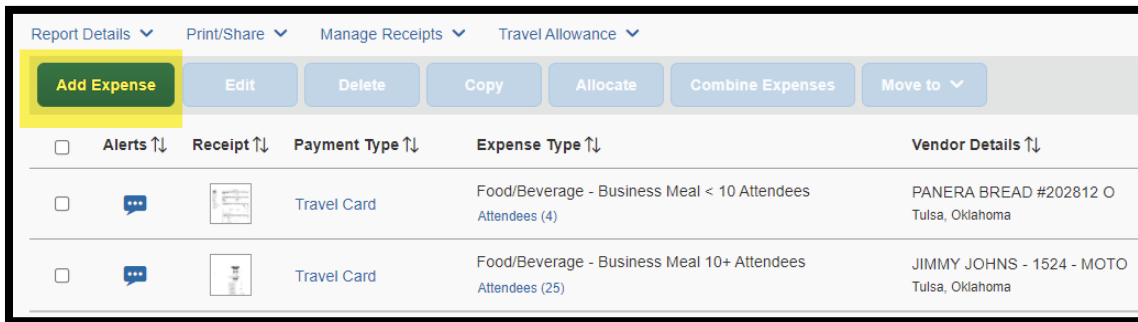 Report Details Print/Share Manage Receipts Travel Allowance
Add Expense Edit Delete Copy Allocate Combine Expenses Move to
Alerts Receipt Payment Type Expense Type Vendor Details
Food/Beverage - Business Meal < 10 Attendees PANERA BREAD #202812 O
Travel Card
Attendees (4) Tulsa, Oklahoma
Food/Beverage - Business Meal 10+ Attendees JIMMY JOHNS - 1524 - MOTO
Travel Card
Attendees (25) Tulsa, Oklahoma